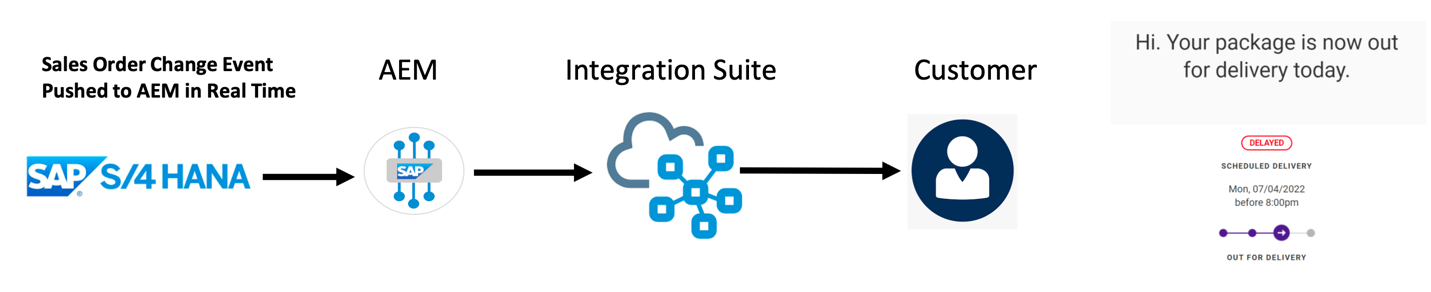 Sales Order Change Event
Pushed to AEM in Real Time
SAP S/4 HANA
®
AEM
SAP
Integration Suite
Customer
Hi. Your package is now out
for delivery today.
DELAYED
SCHEDULED DELIVERY
Mon, 07/04/2022
before 8:00pm
OUT FOR DELIVERY